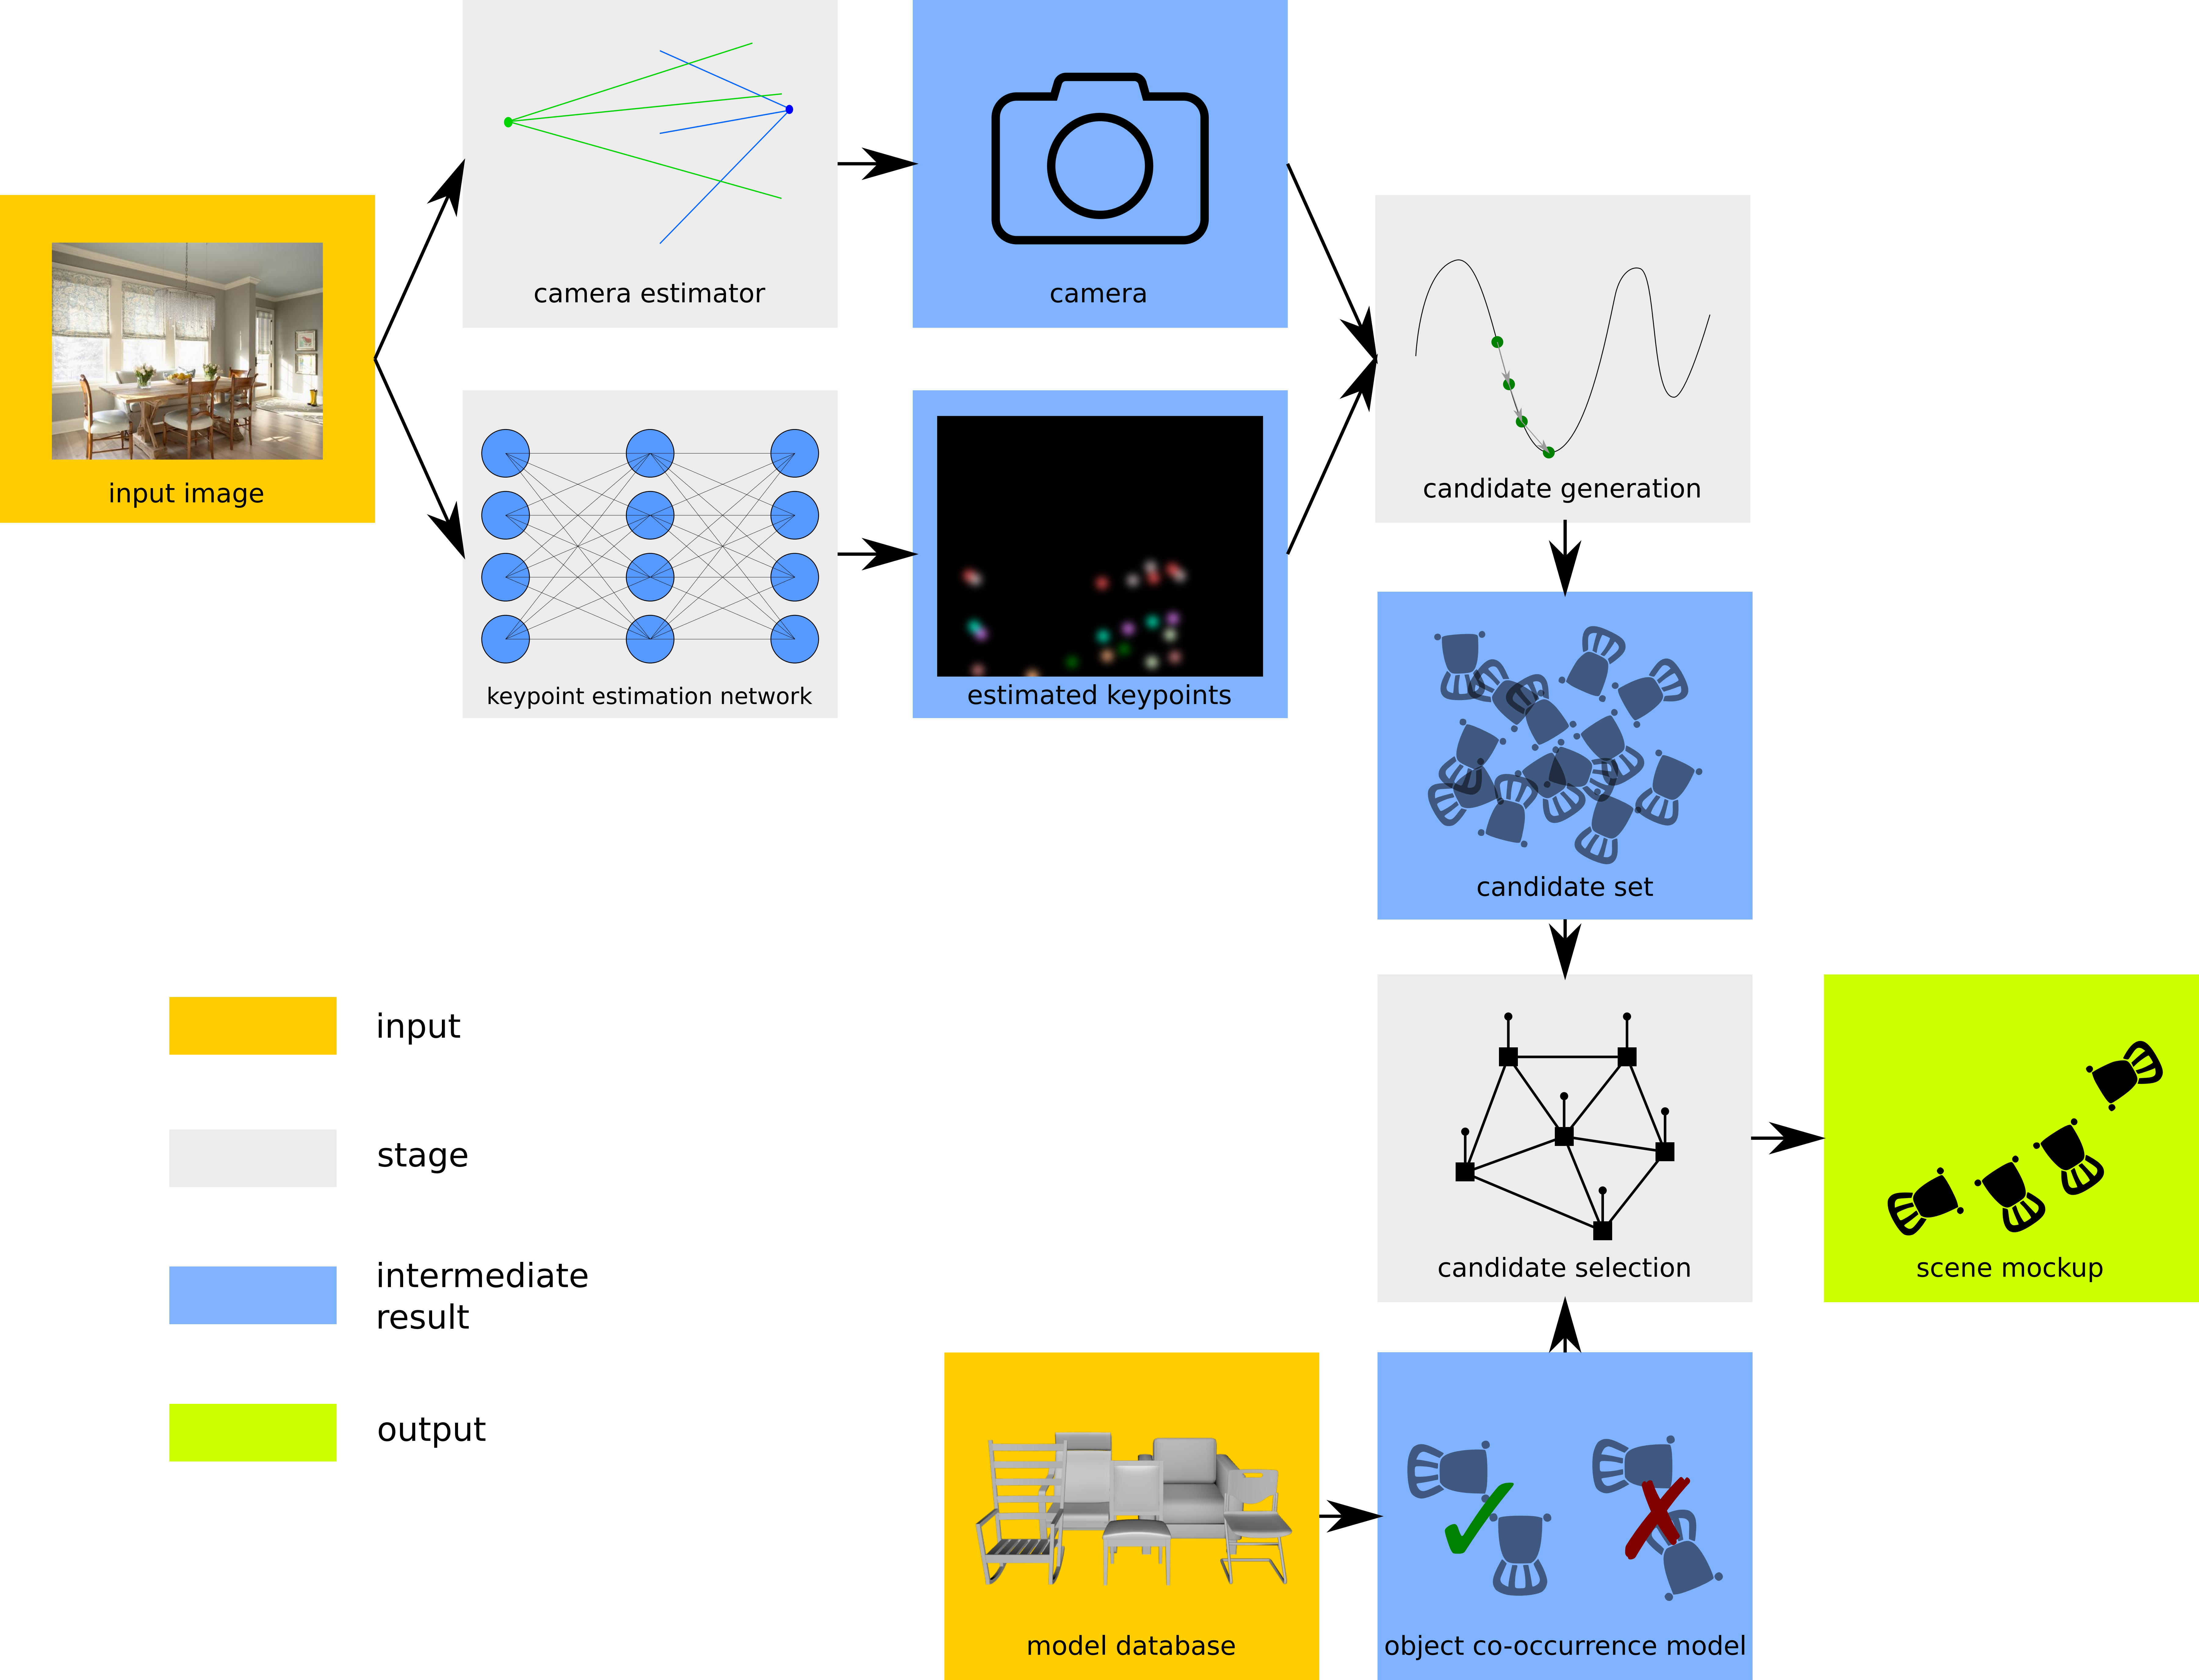 camera estimator
camera
input image
candidate generation
keypoint estimation network
estimated keypoints
candidate set
input
stage
intermediate
result
output
candidate selection
scene mockup
model database
object co-occurrence model